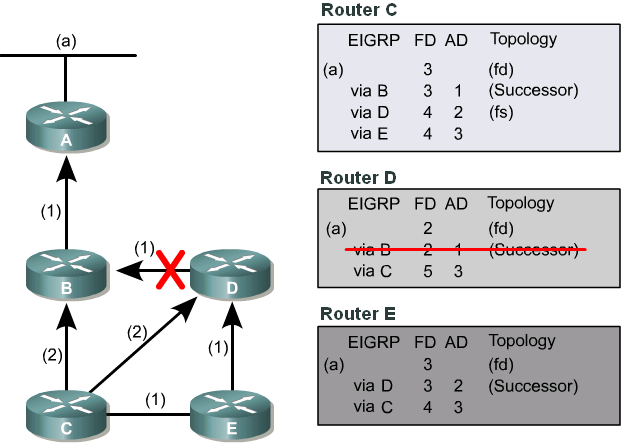 Router C
EIGRP FD AD Topology
(a) 3 (fd)
via B 3 1 (Successor)
via D 4 2 (fs)
via E 4 3
Router D
EIGRP FD AD Topology
(a) 2 (fd)
via B 2 1 (Successor)
via C 5 3
Router E
EIGRP FD AD Topology
(a) 3 (fd)
via D 3 2 (Successor)
via C 4 3
(a)
A
(1)
(1)
B
D
(2)
(2)
(1)
(1)
C
E